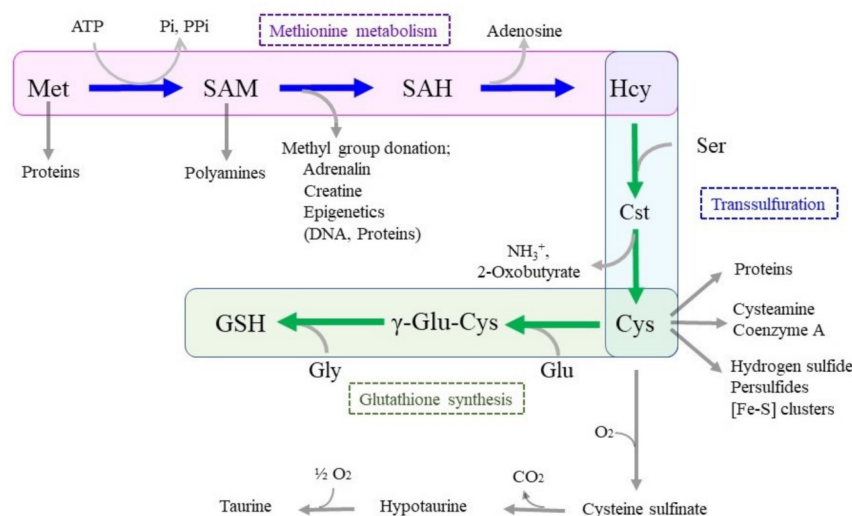 ATP
Pi, PPi
Methionine metabolism
Adenosine
Met
SAM
SAH
Hcy
Proteins
Polyamines
Methyl group donation;
Adrenalin
Creatine
Epigenetics
(DNA, Proteins)
Ser
Cst
Transsulfuration
NH₃⁺,
2-Oxobutyrate
Proteins
Cysteamine
Coenzyme A
Hydrogen sulfide
Persulfides
[Fe-S] clusters
GSH
γ-Glu-Cys
Cys
Gly
Glu
Glutathione synthesis
O₂
½ O₂
CO₂
Taurine
Hypotaurine
Cysteine sulfinate